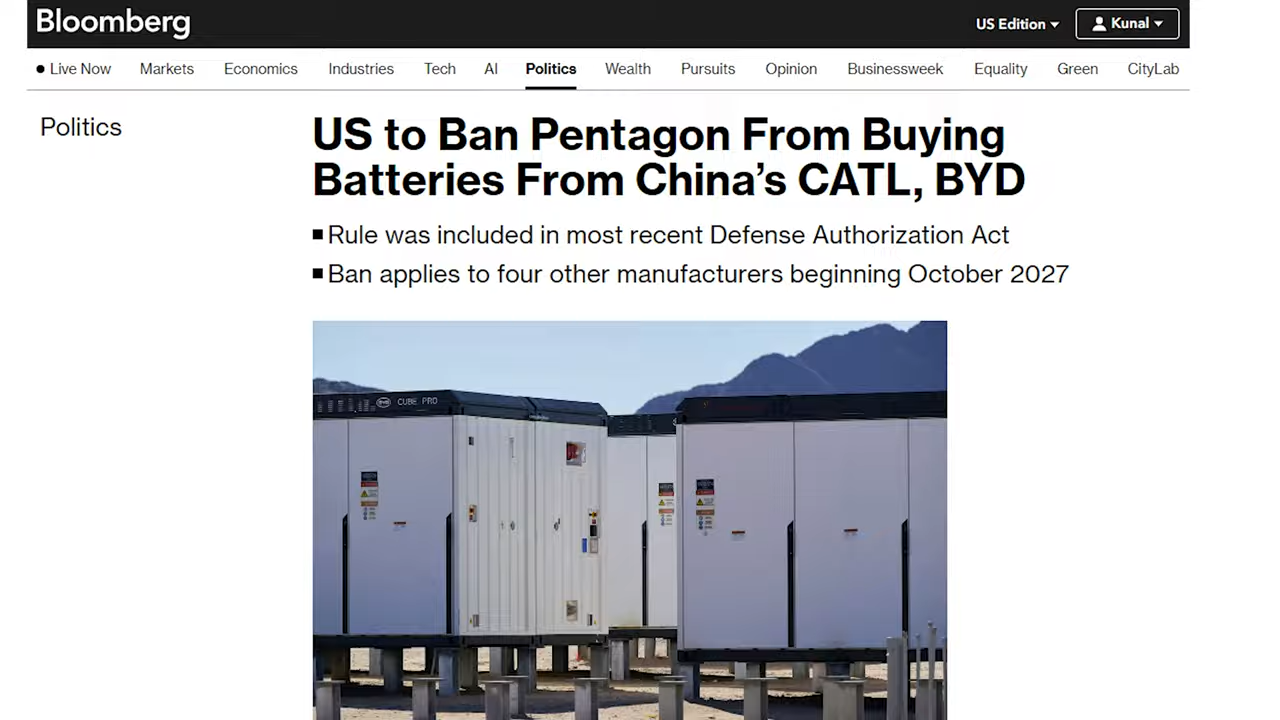 Bloomberg
US Edition
Kunal
Live Now Markets Economics Industries Tech AI Politics Wealth Pursuits Opinion Businessweek Equality Green CityLab
Politics
US to Ban Pentagon From Buying
Batteries From China’s CATL, BYD
Rule was included in most recent Defense Authorization Act
Ban applies to four other manufacturers beginning October 2027
BYD CUBE PRO